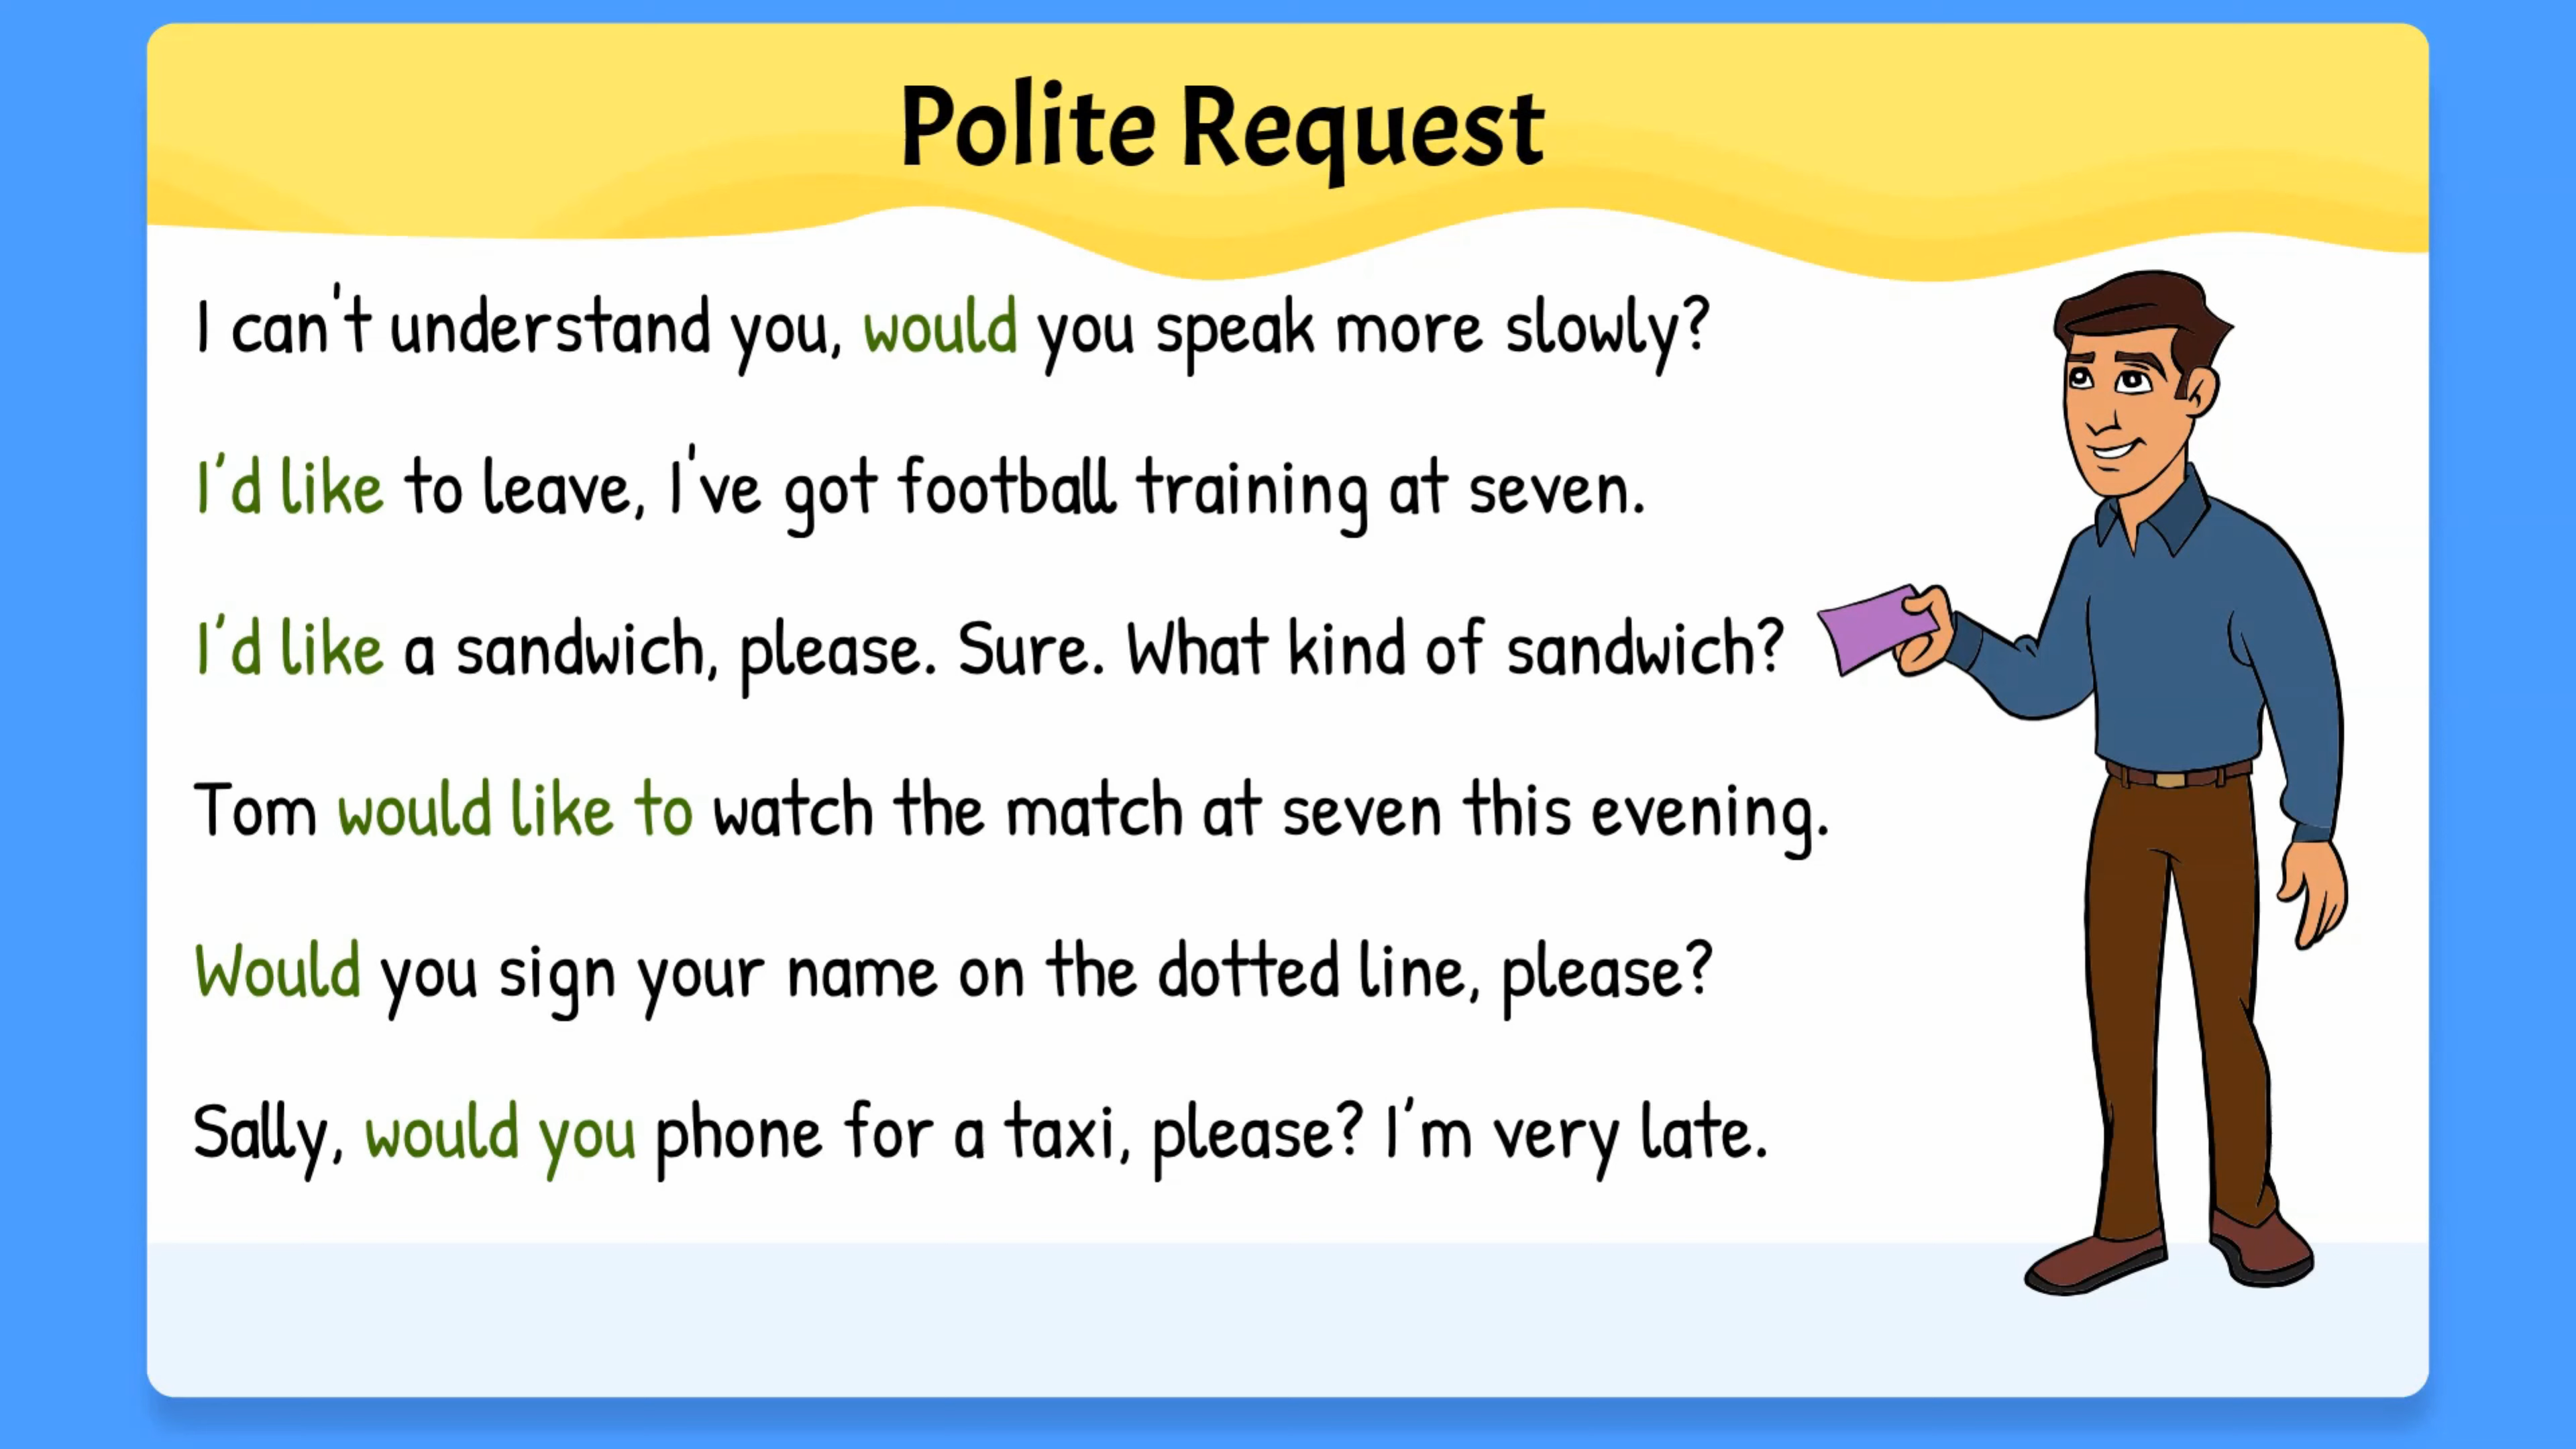 Polite Request
I can't understand you, would you speak more slowly?
I'd like to leave, I've got football training at seven.
I'd like a sandwich, please. Sure. What kind of sandwich?
Tom would like to watch the match at seven this evening.
Would you sign your name on the dotted line, please?
Sally, would you phone for a taxi, please? I'm very late.